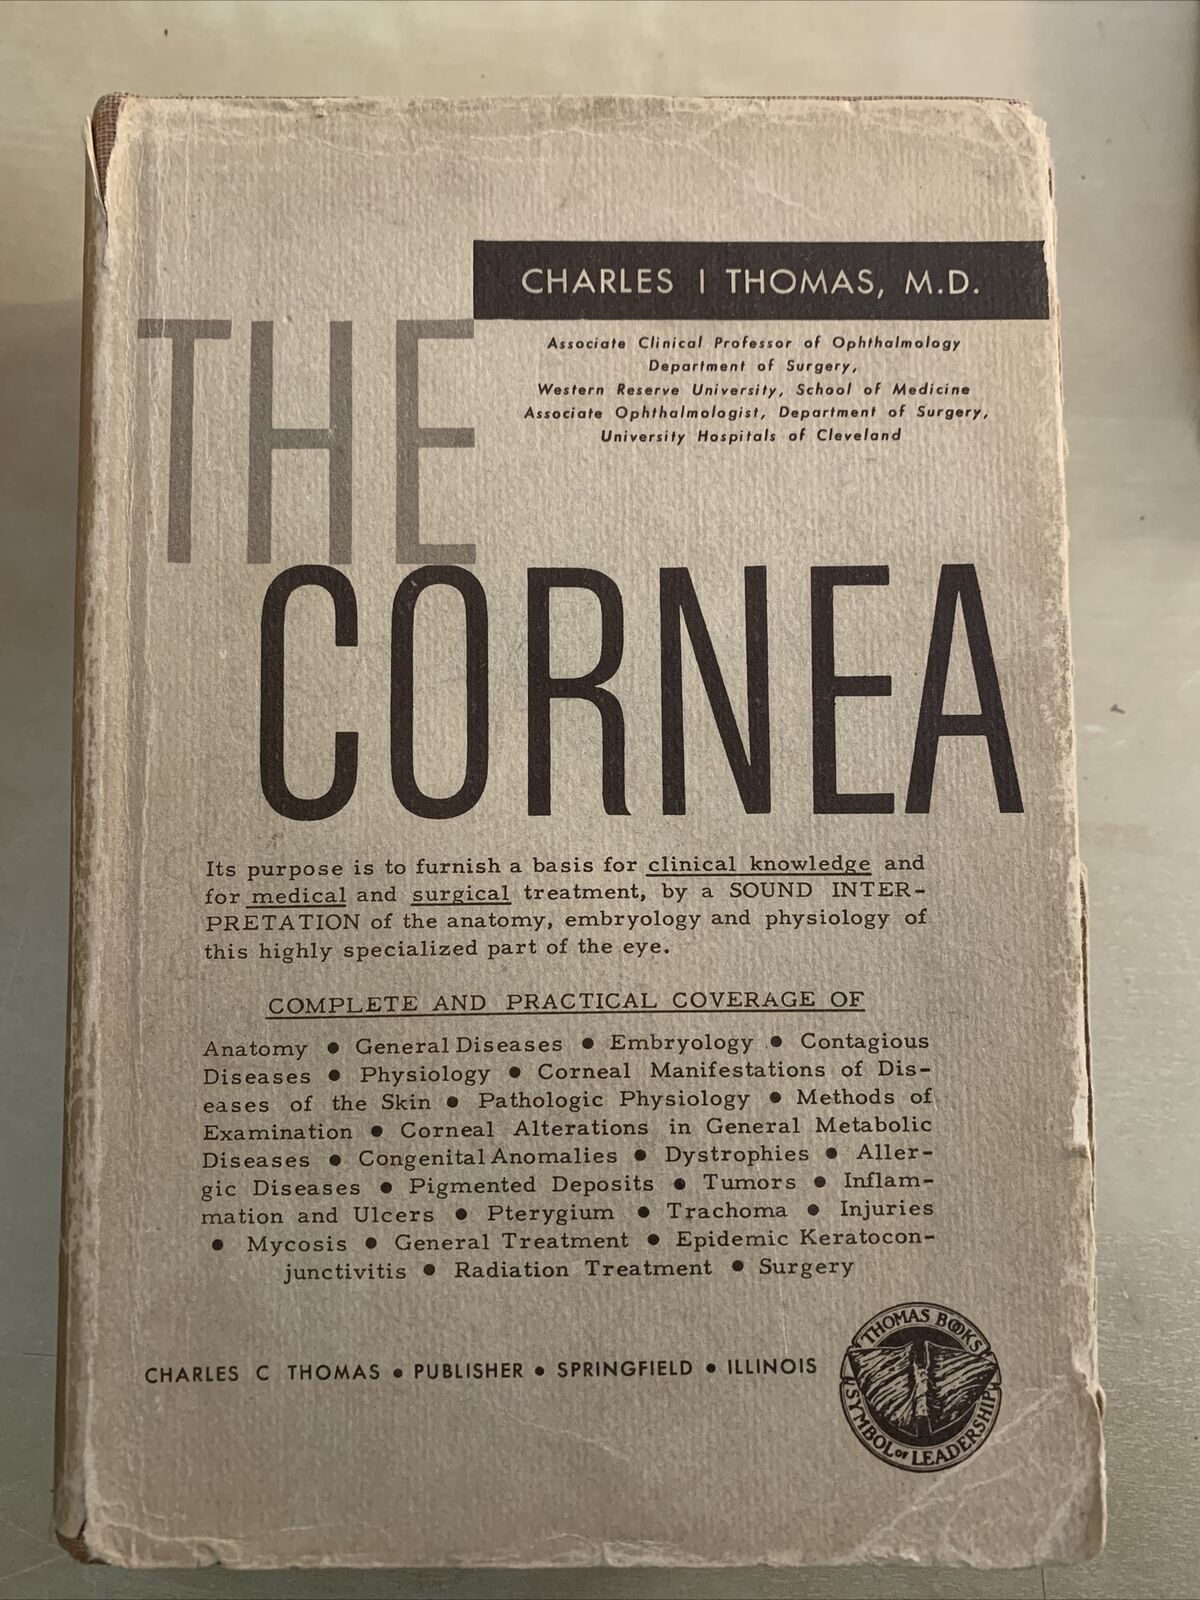 CHARLES I THOMAS, M.D.
Associate Clinical Professor of Ophthalmology
Department of Surgery,
Western Reserve University, School of Medicine
Associate Ophthalmologist, Department of Surgery,
University Hospitals of Cleveland
THE
CORNEA
Its purpose is to furnish a basis for clinical knowledge and
for medical and surgical treatment, by a SOUND INTER-
PRETATION of the anatomy, embryology and physiology of
this highly specialized part of the eye.
COMPLETE AND PRACTICAL COVERAGE OF
Anatomy ● General Diseases ● Embryology ● Contagious
Diseases ● Physiology ● Corneal Manifestations of Dis-
eases of the Skin ● Pathologic Physiology ● Methods of
Examination ● Corneal Alterations in General Metabolic
Diseases ● Congenital Anomalies ● Dystrophies ● Aller-
gic Diseases ● Pigmented Deposits ● Tumors ● Inflam-
mation and Ulcers ● Pterygium ● Trachoma ● Injuries
● Mycosis ● General Treatment ● Epidemic Keratocon-
junctivitis ● Radiation Treatment ● Surgery
CHARLES C THOMAS ● PUBLISHER ● SPRINGFIELD ● ILLINOIS
THOMAS BOOKS
SYMBOL OF LEADERSHIP